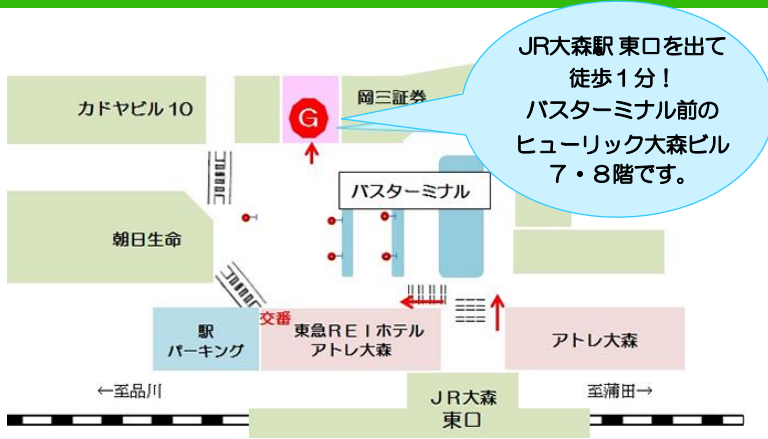 JR大森駅 東口を出て
徒歩１分！
バスターミナル前の
ヒューリック大森ビル
７・８階です。
カドヤビル10
G
岡三証券
バスターミナル
朝日生命
交番
駅
パーキング
東急ＲＥＩホテル
アトレ大森
アトレ大森
←至品川
ＪＲ大森
東口
至蒲田→